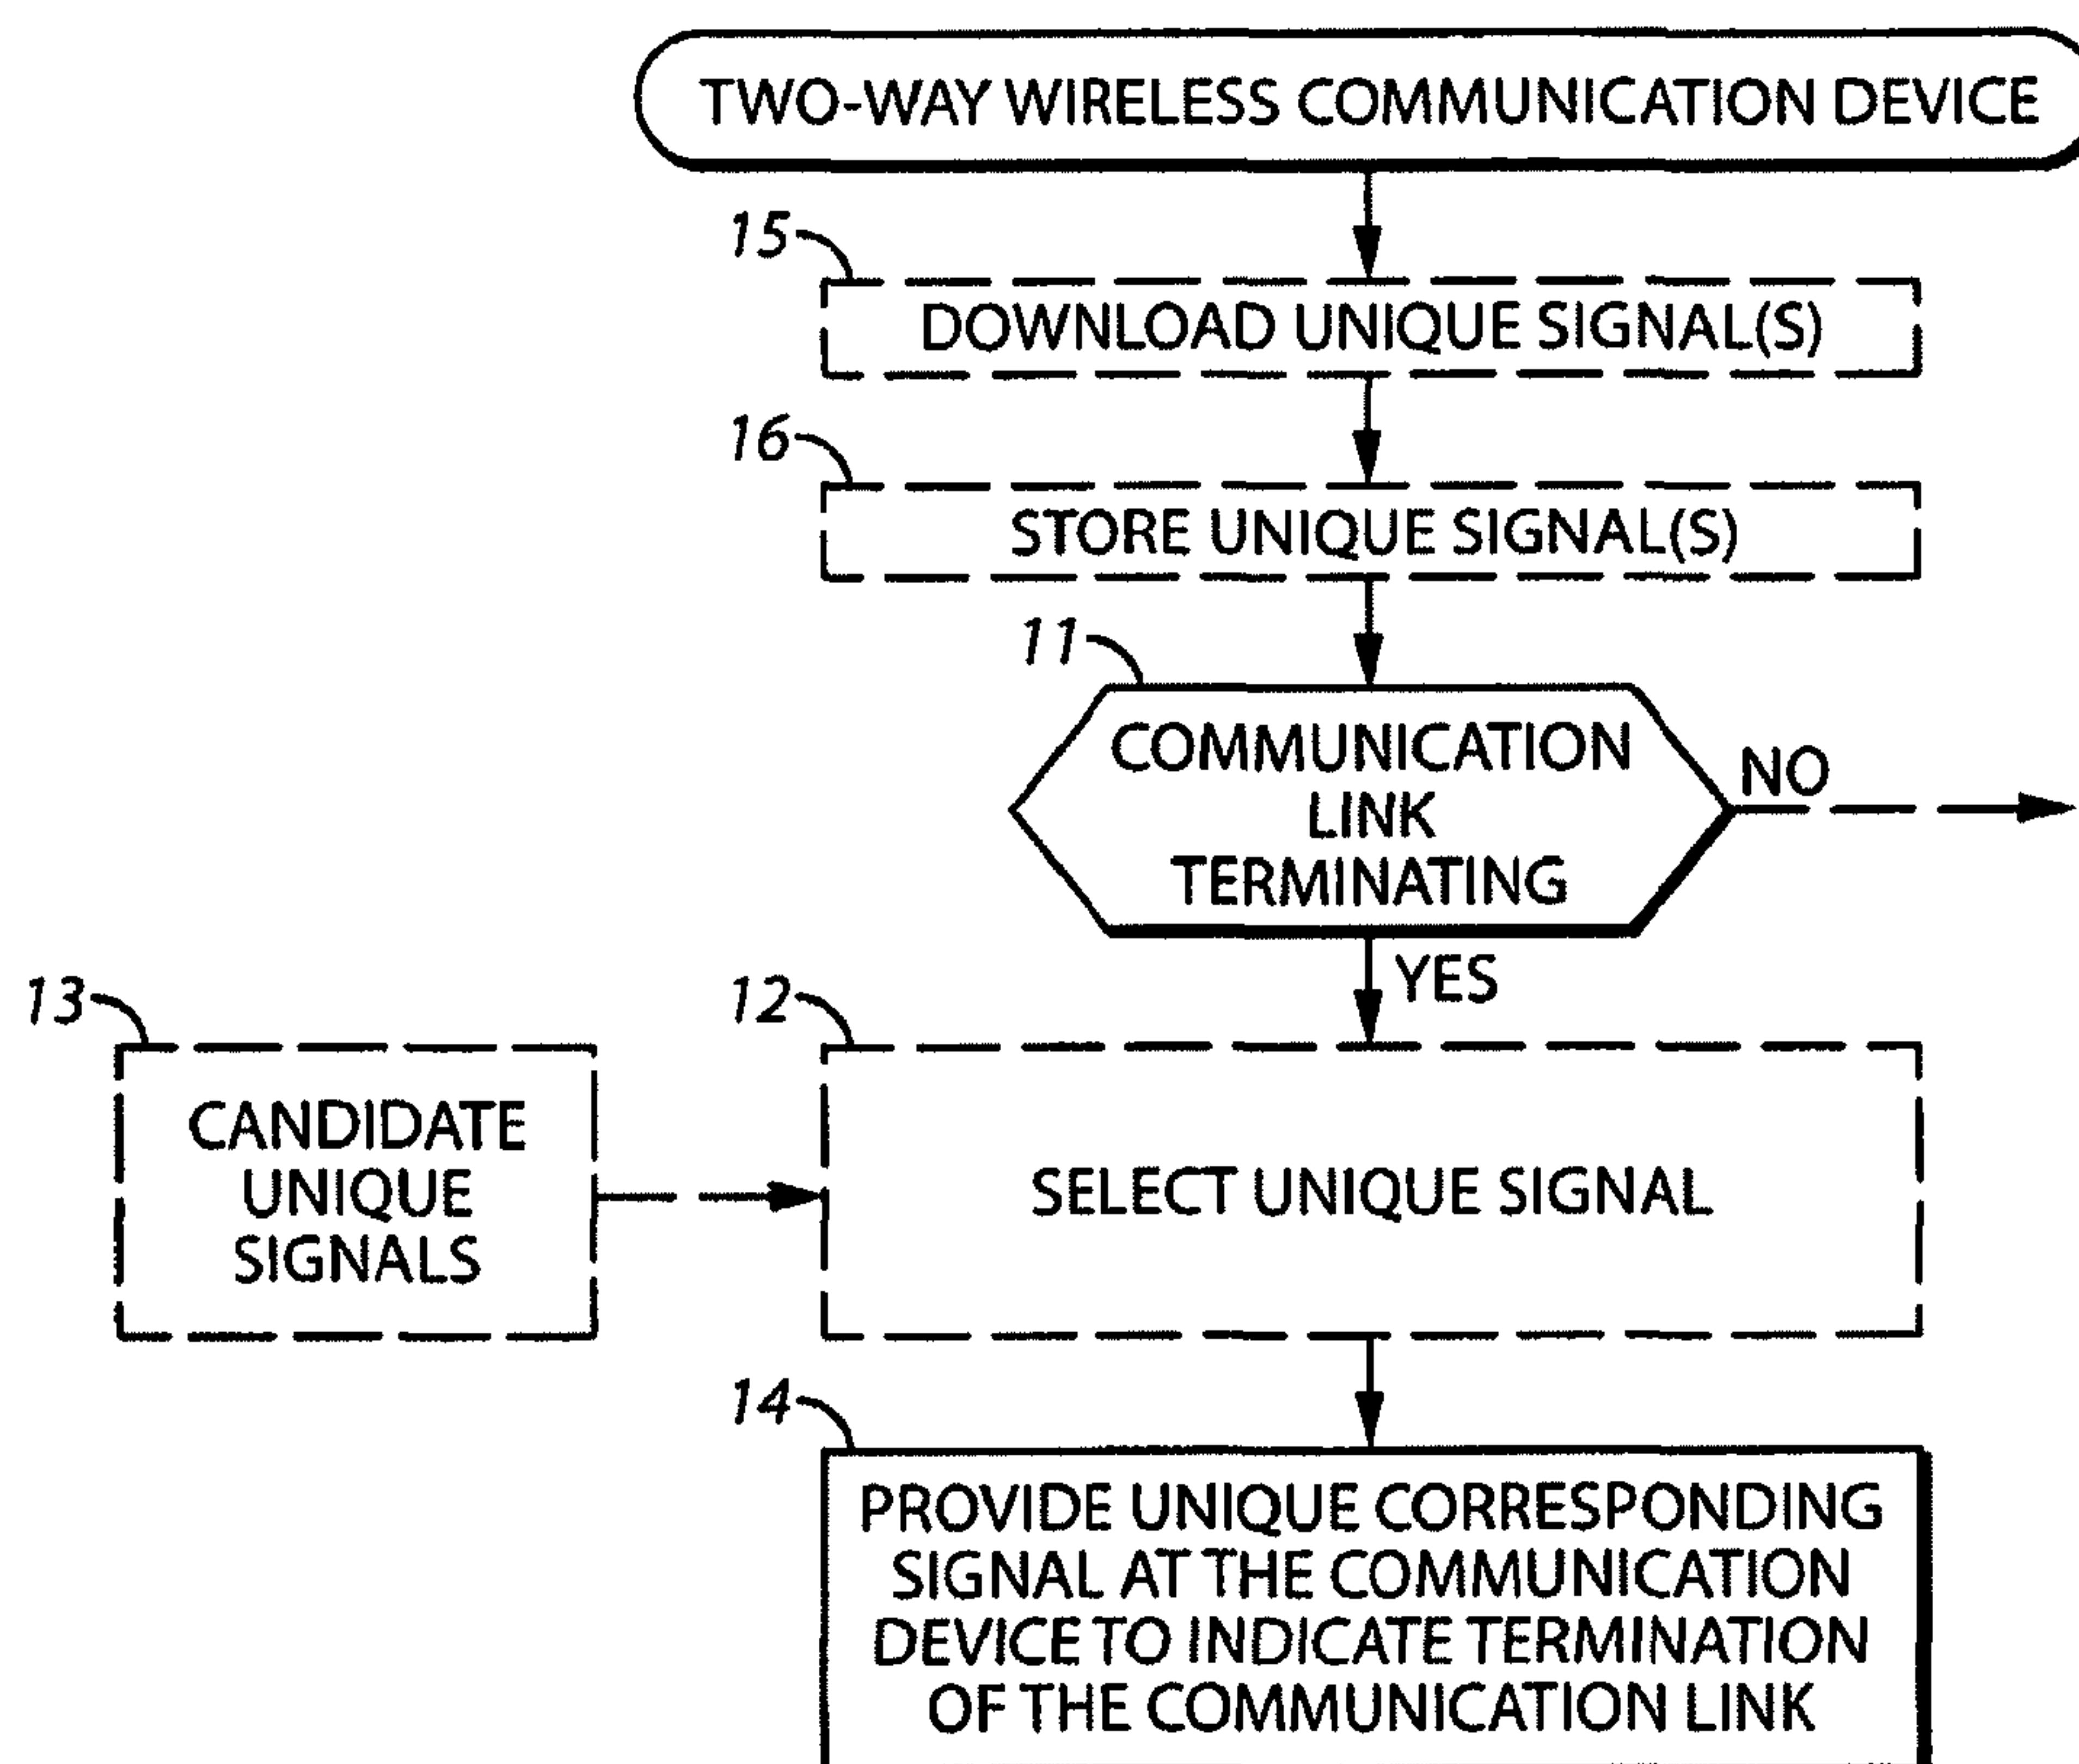 TWO-WAY WIRELESS COMMUNICATION DEVICE
15
DOWNLOAD UNIQUE SIGNAL(S)
16
STORE UNIQUE SIGNAL(S)
11
COMMUNICATION
LINK
TERMINATING
NO
YES
13
CANDIDATE
UNIQUE
SIGNALS
12
SELECT UNIQUE SIGNAL
14
PROVIDE UNIQUE CORRESPONDING
SIGNAL AT THE COMMUNICATION
DEVICE TO INDICATE TERMINATION
OF THE COMMUNICATION LINK